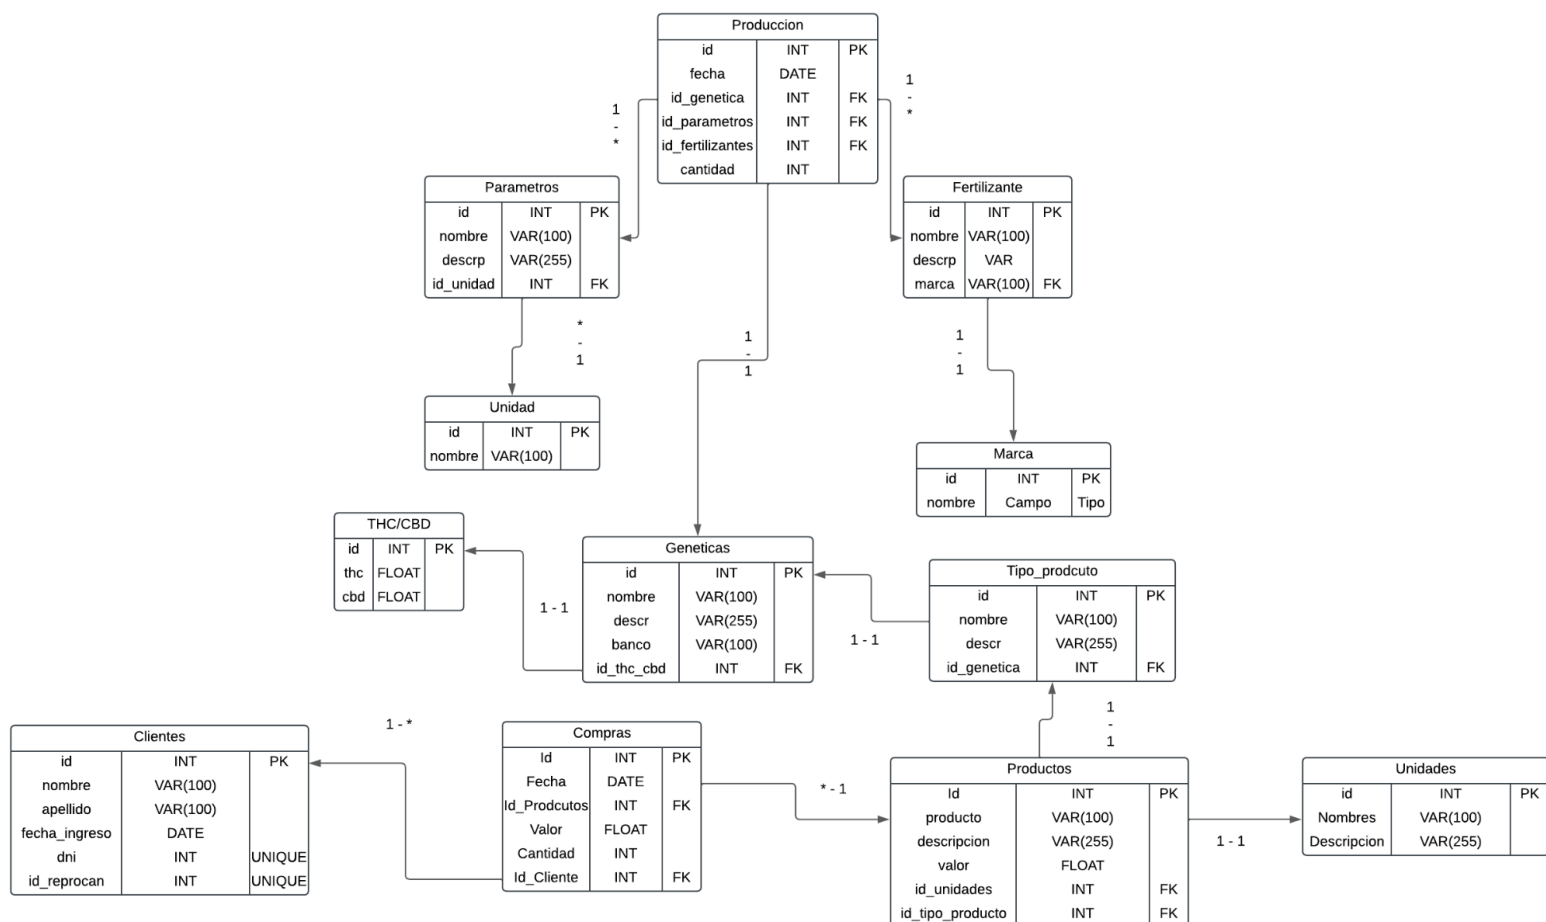 Produccion
id INT PK
fecha DATE
id_genetica INT FK
id_parametros INT FK
id_fertilizantes INT FK
cantidad INT
1
-
*
1
-
*
Parametros
id INT PK
nombre VAR(100)
descrp VAR(255)
id_unidad INT FK
Fertilizante
id INT PK
nombre VAR(100)
descrp VAR
marca VAR(100) FK
*
-
1
1
-
1
1
-
1
Unidad
id INT PK
nombre VAR(100)
Marca
id INT PK
nombre Campo Tipo
THC/CBD
id INT PK
thc FLOAT
cbd FLOAT
1 - 1
Geneticas
id INT PK
nombre VAR(100)
descr VAR(255)
banco VAR(100)
id_thc_cbd INT FK
1 - 1
Tipo_prodcuto
id INT PK
nombre VAR(100)
descr VAR(255)
id_genetica INT FK
1
-
1
Clientes
id INT PK
nombre VAR(100)
apellido VAR(100)
fecha_ingreso DATE
dni INT UNIQUE
id_reprocan INT UNIQUE
1 - *
Compras
Id INT PK
Fecha DATE
Id_Prodcutos INT FK
Valor FLOAT
Cantidad INT
Id_Cliente INT FK
* - 1
Productos
Id INT PK
producto VAR(100)
descripcion VAR(255)
valor FLOAT
id_unidades INT FK
id_tipo_producto INT FK
1 - 1
Unidades
id INT PK
Nombres VAR(100)
Descripcion VAR(255)